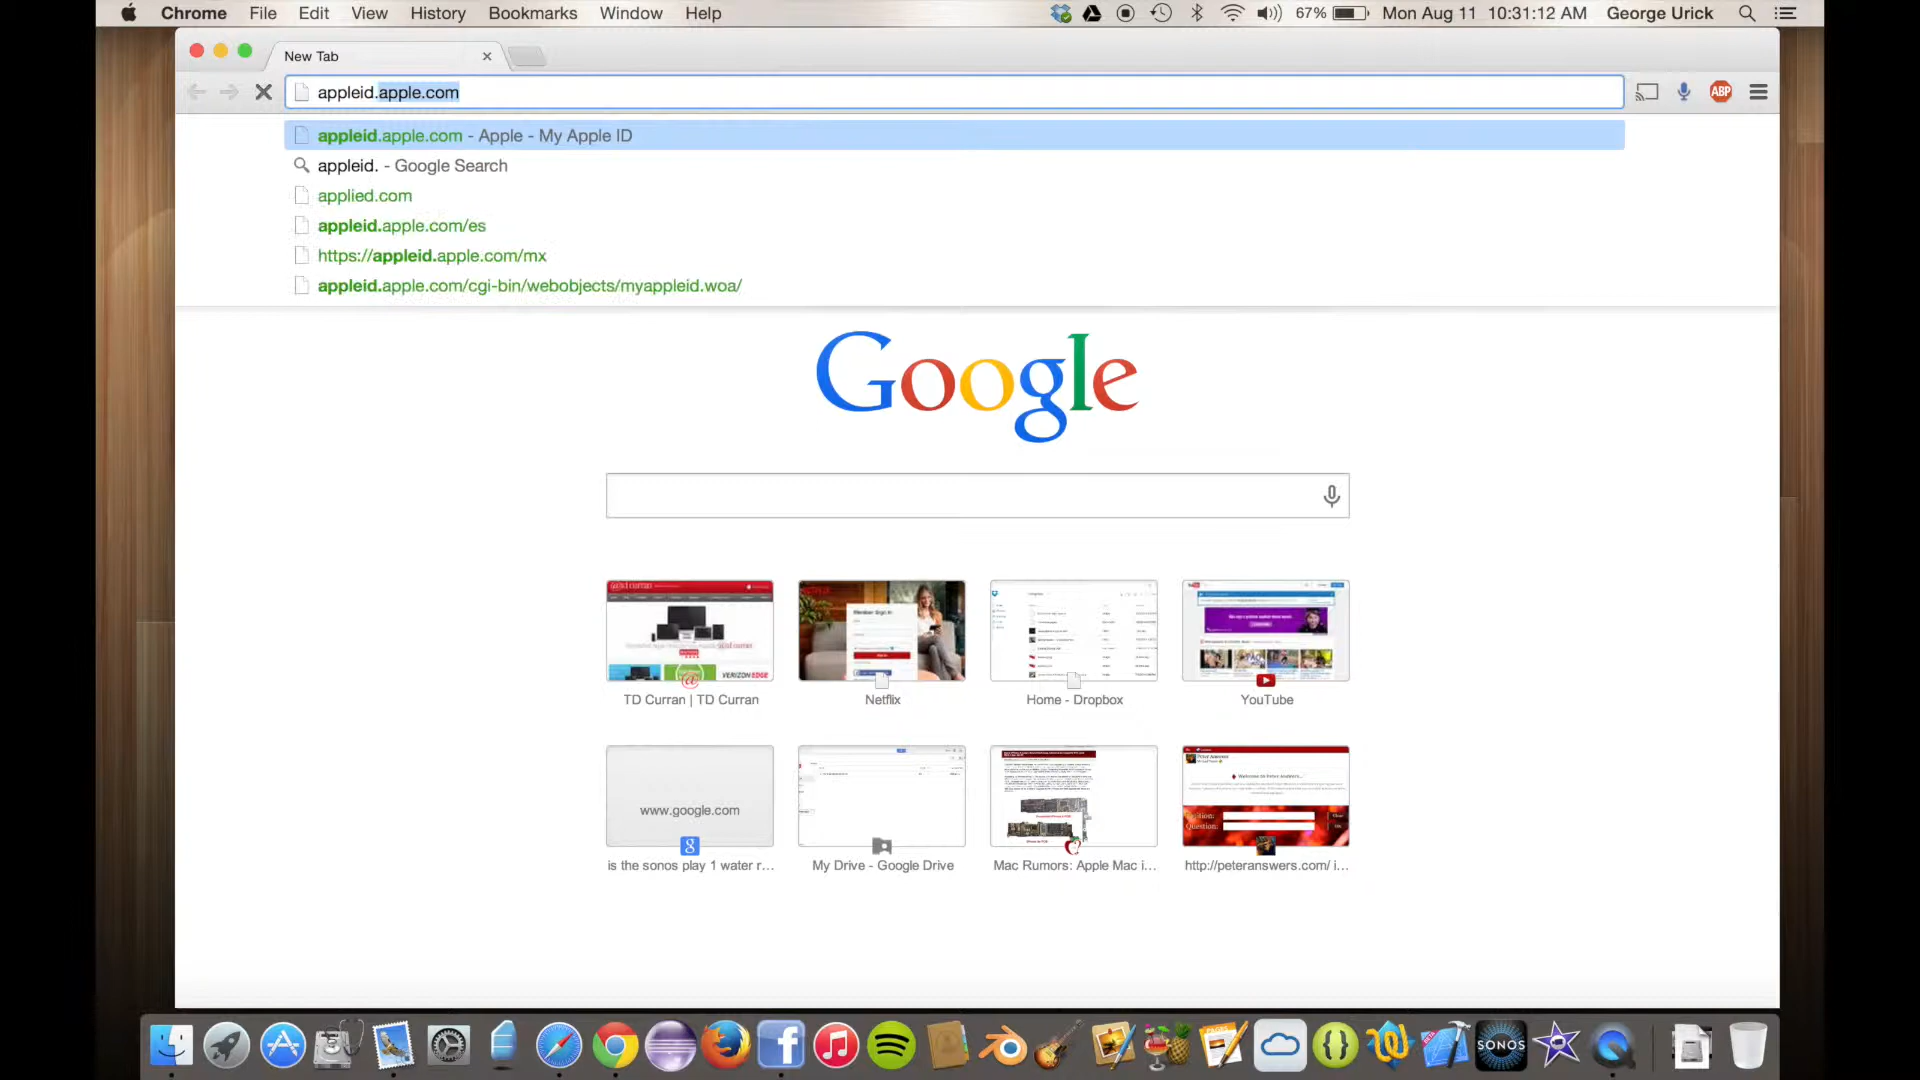 Chrome File Edit View History Bookmarks Window Help 67% Mon Aug 11 10:31:12 AM George Urick
New Tab
appleid.apple.com
ABP
appleid.apple.com - Apple - My Apple ID
appleid. - Google Search
applied.com
appleid.apple.com/es
https://appleid.apple.com/mx
appleid.apple.com/cgi-bin/webobjects/myappleid.woa/
Google
TD Curran | TD Curran
Netflix
Home - Dropbox
YouTube
www.google.com
is the sonos play 1 water r...
My Drive - Google Drive
Mac Rumors: Apple Mac i...
http://peteranswers.com/ i...
SONOS